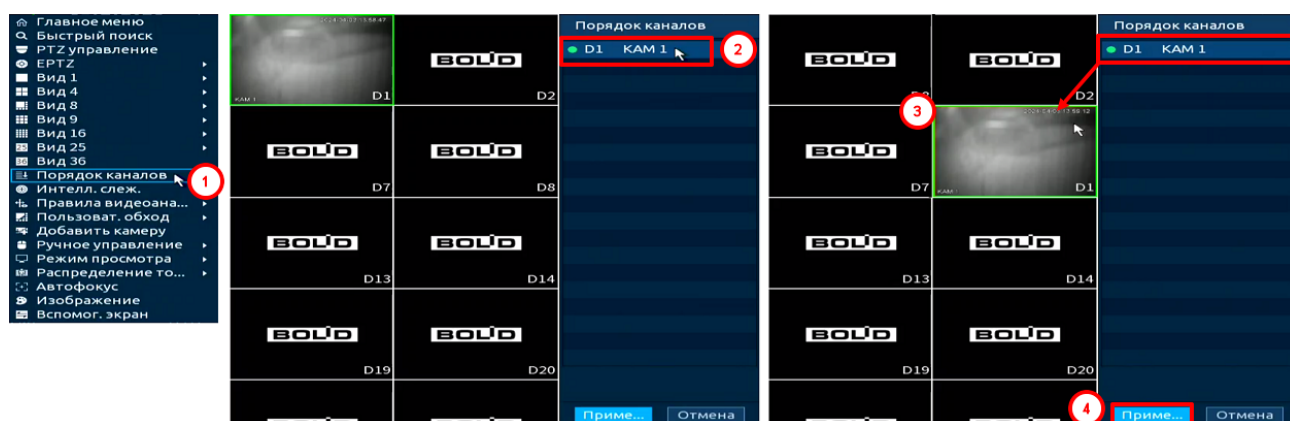 Главное меню
Быстрый поиск
PTZ управление
EPTZ
Вид 1
Вид 4
Вид 8
Вид 9
Вид 16
Вид 25
Вид 36
Порядок каналов
Интелл. слеж.
Правила видеоана...
Пользоват. обход
Добавить камеру
Ручное управление
Режим просмотра
Распределение то...
Автофокус
Изображение
Вспомог. экран
1
KAM 1
D1
BOLID
D2
BOLID
D7
BOLID
D8
BOLID
D13
BOLID
D14
BOLID
D19
BOLID
D20
Порядок каналов
D1 KAM 1
2
Приме...
Отмена
BOLID
BOLID
D2
3
BOLID
D7
KAM 1
D1
BOLID
D13
BOLID
D14
BOLID
D19
BOLID
D20
Порядок каналов
D1 KAM 1
4
Приме...
Отмена